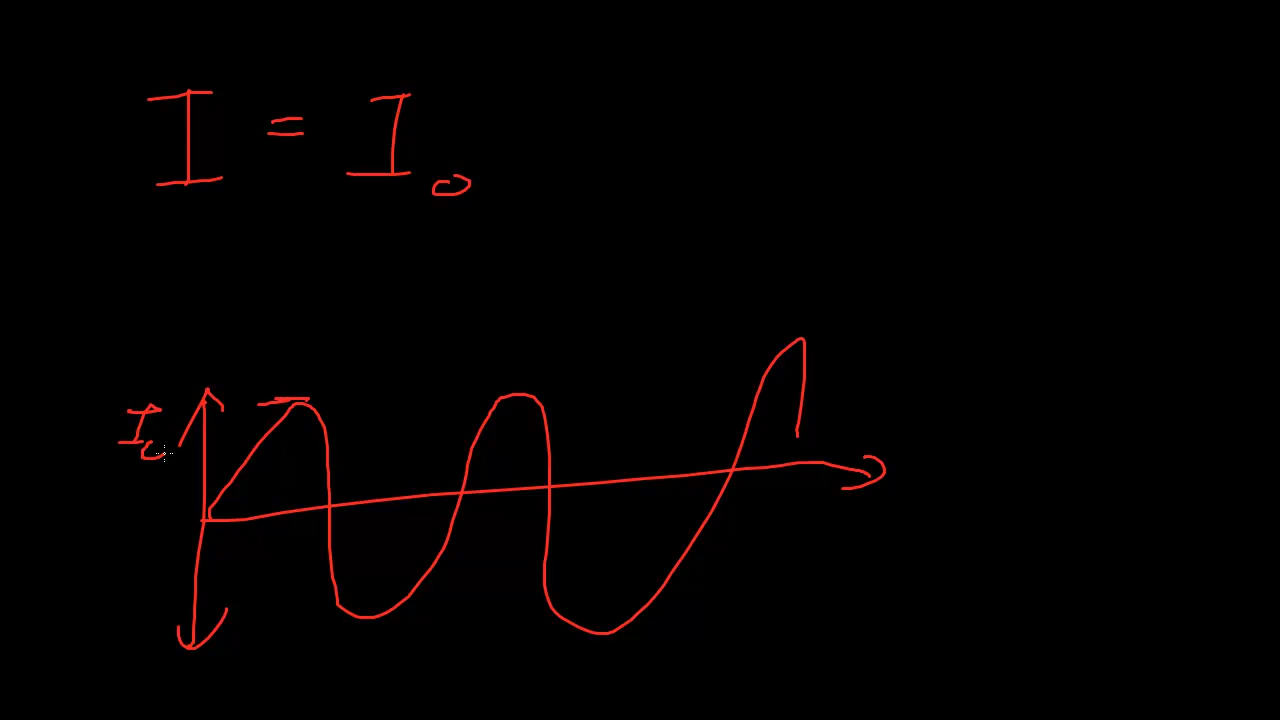 I = I₀
I₀